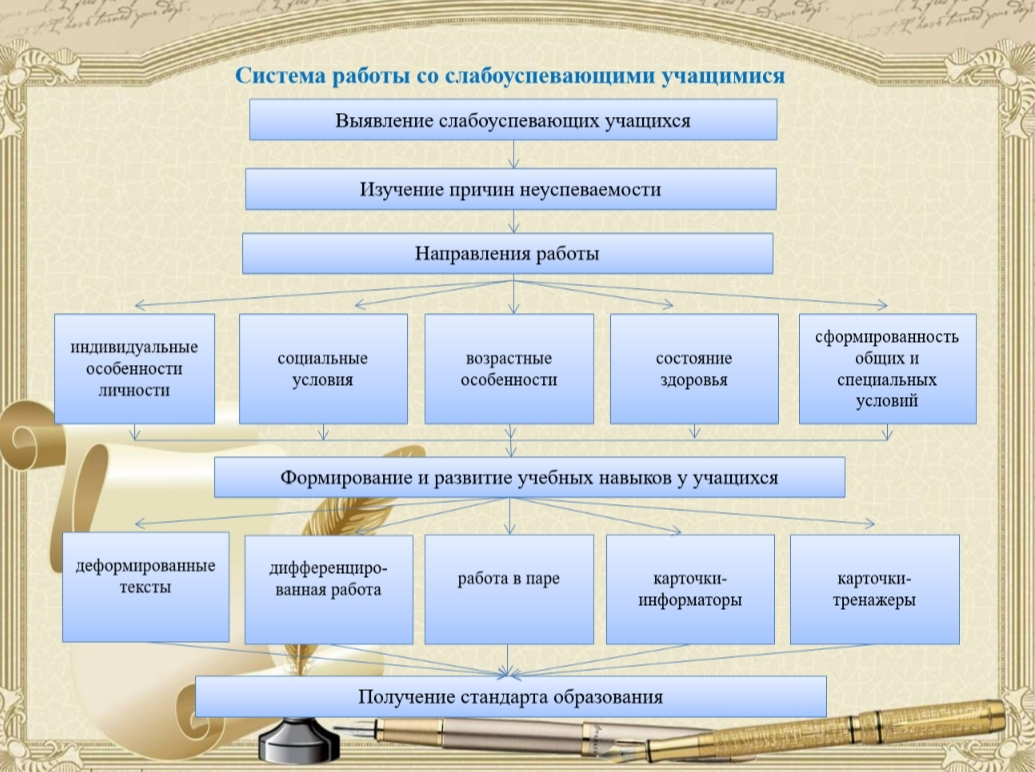 Система работы со слабоуспевающими учащимися
Выявление слабоуспевающих учащихся
Изучение причин неуспеваемости
Направления работы
индивидуальные
особенности
личности
социальные
условия
возрастные
особенности
состояние
здоровья
сформированность
общих и
специальных
условий
Формирование и развитие учебных навыков у учащихся
деформированные
тексты
дифференциро-
ванная работа
работа в паре
карточки-
информаторы
карточки-
тренажеры
Получение стандарта образования